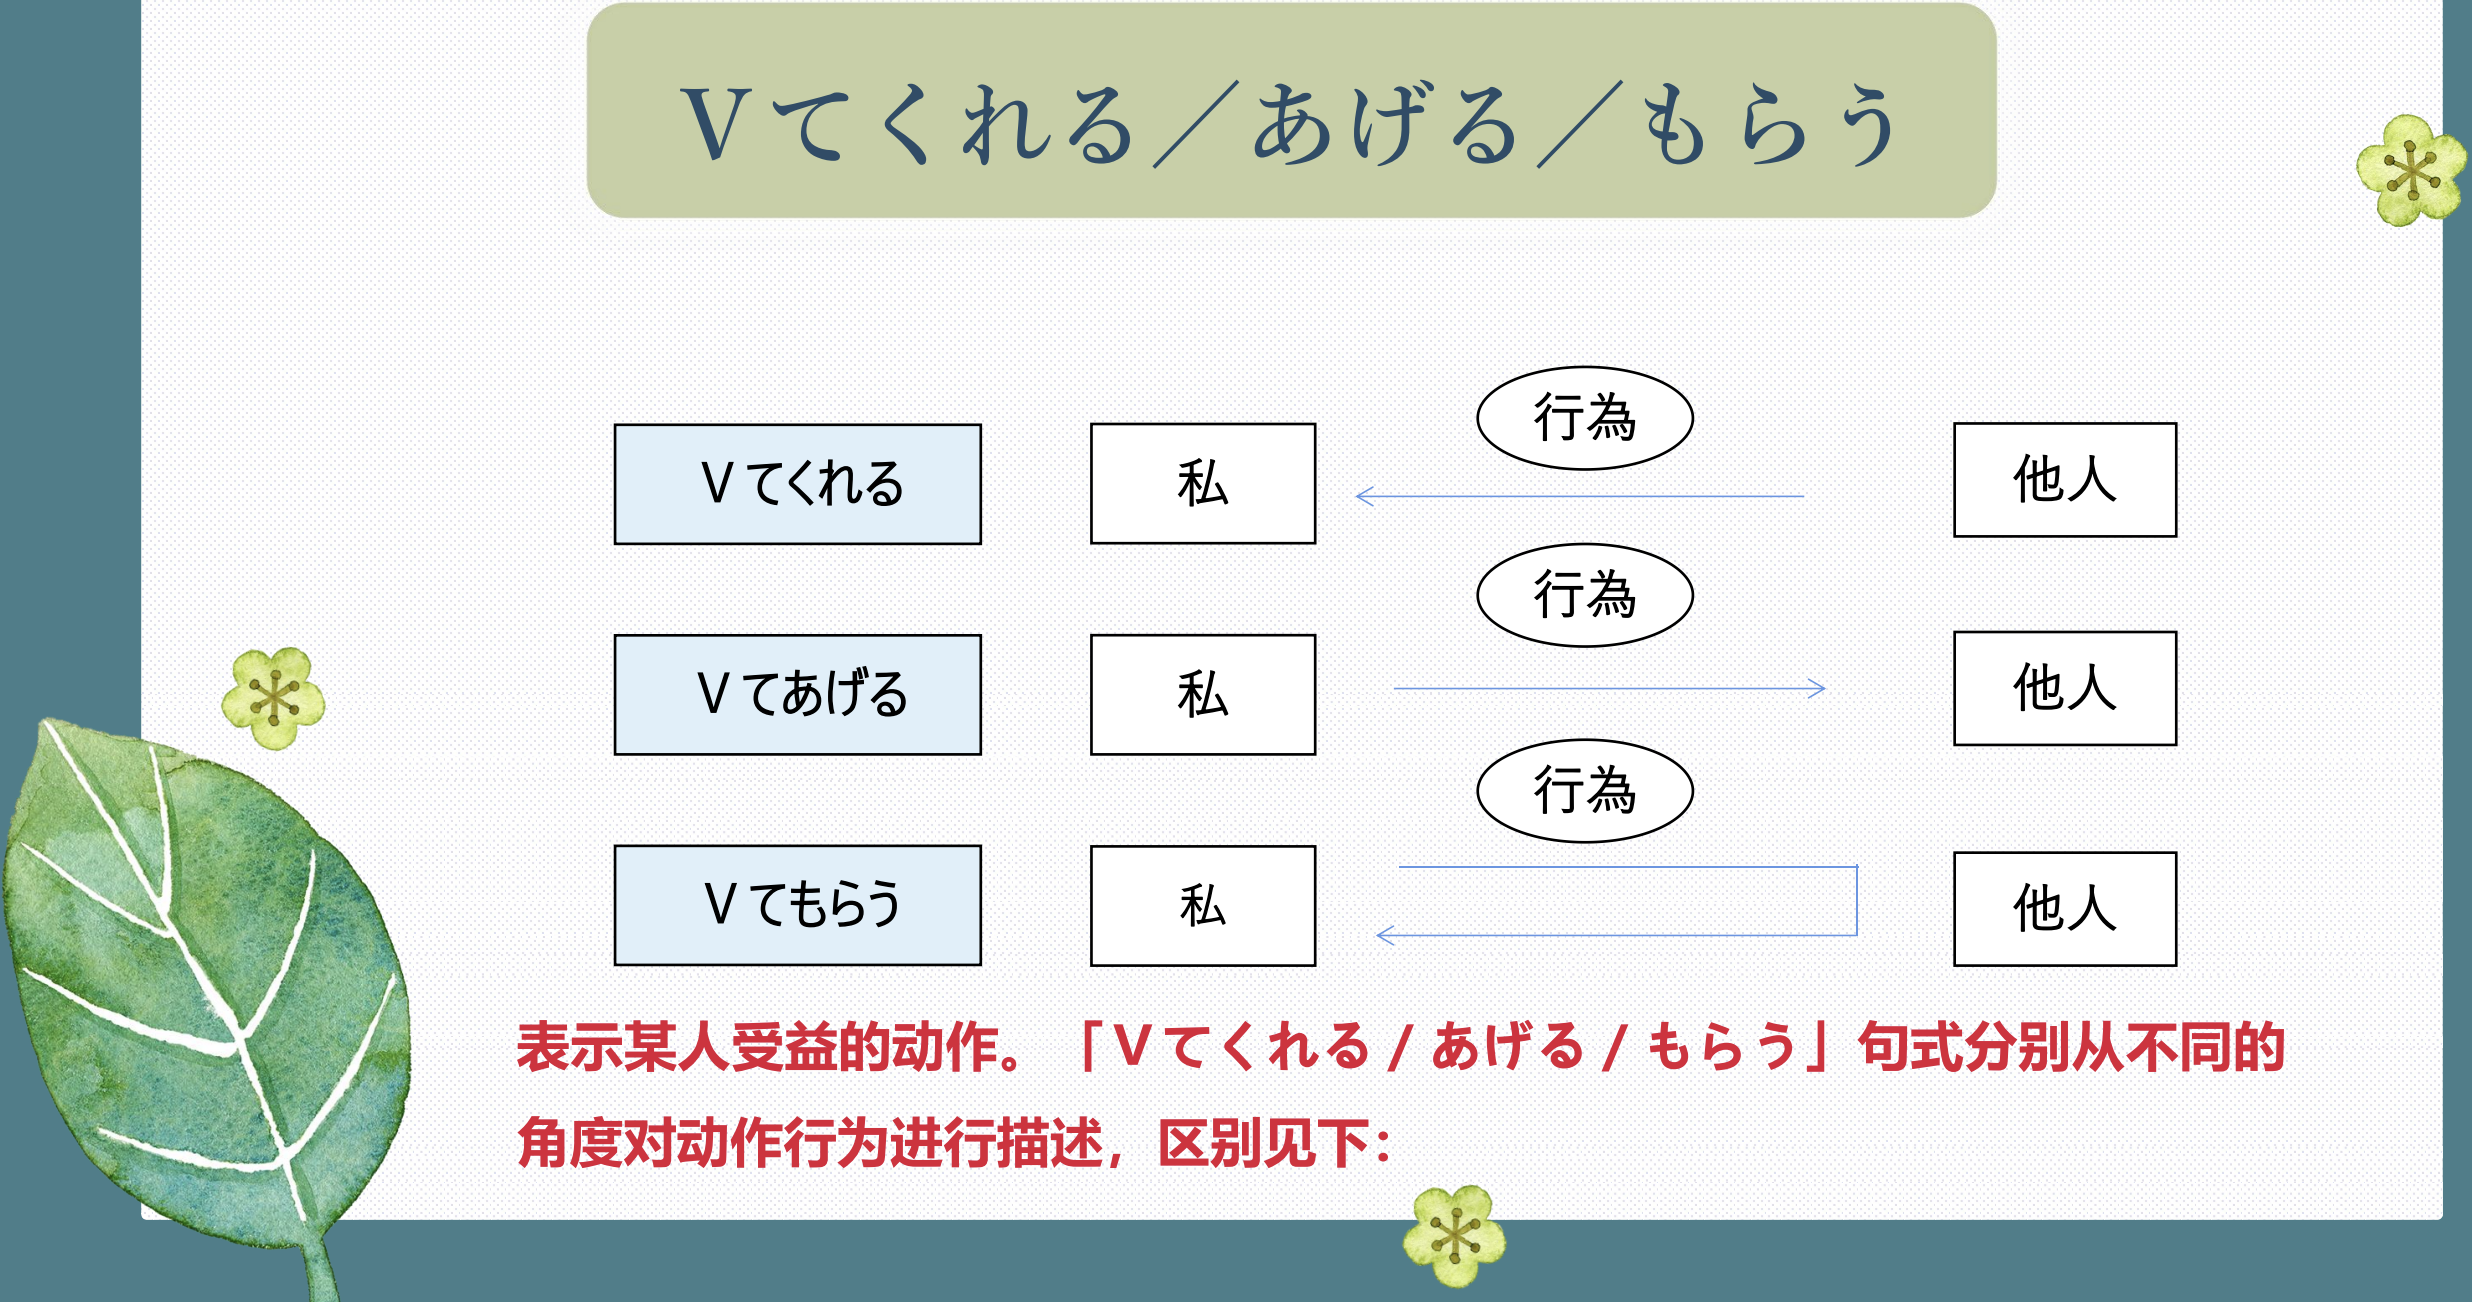 Vてくれる／あげる／もらう
行為
Vてくれる 私 他人
行為
Vてあげる 私 他人
行為
Vてもらう 私 他人
表示某人受益的动作。「Vてくれる/あげる/もらう」句式分别从不同的
角度对动作行为进行描述，区别见下：